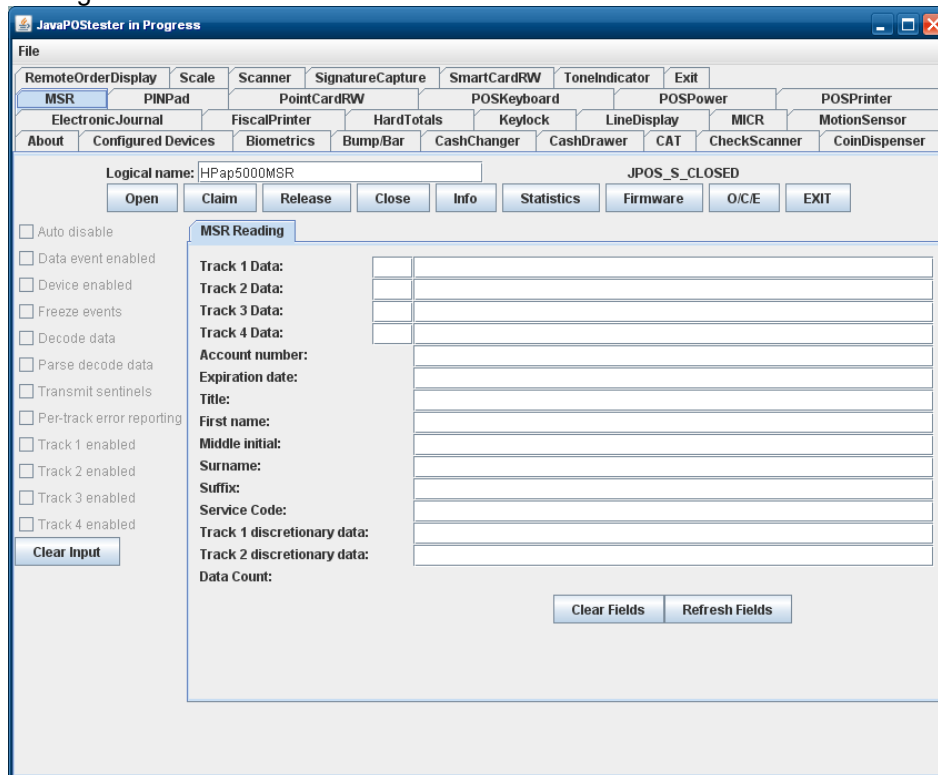 JavaPOStester in Progress
File
RemoteOrderDisplay Scale Scanner SignatureCapture SmartCardRW ToneIndicator Exit
MSR PINPad PointCardRW POSKeyboard POSPower POSPrinter
ElectronicJournal FiscalPrinter HardTotals Keylock LineDisplay MICR MotionSensor
About Configured Devices Biometrics Bump/Bar CashChanger CashDrawer CAT CheckScanner CoinDispenser
Logical name: HPap5000MSR JPOS_S_CLOSED
Open Claim Release Close Info Statistics Firmware O/C/E EXIT
Auto disable
Data event enabled
Device enabled
Freeze events
Decode data
Parse decode data
Transmit sentinels
Per-track error reporting
Track 1 enabled
Track 2 enabled
Track 3 enabled
Track 4 enabled
Clear Input
MSR Reading
Track 1 Data:
Track 2 Data:
Track 3 Data:
Track 4 Data:
Account number:
Expiration date:
Title:
First name:
Middle initial:
Surname:
Suffix:
Service Code:
Track 1 discretionary data:
Track 2 discretionary data:
Data Count:
Clear Fields Refresh Fields